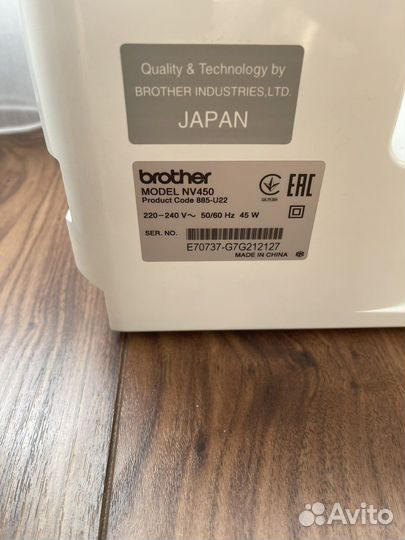 Quality & Technology by
BROTHER INDUSTRIES,LTD.
JAPAN
brother
MODEL NV450
Product Code 885-U22
220-240 V~ 50/60 Hz 45 W
SER. NO.
E70737-G7G212127
MADE IN CHINA
EAC
Avito